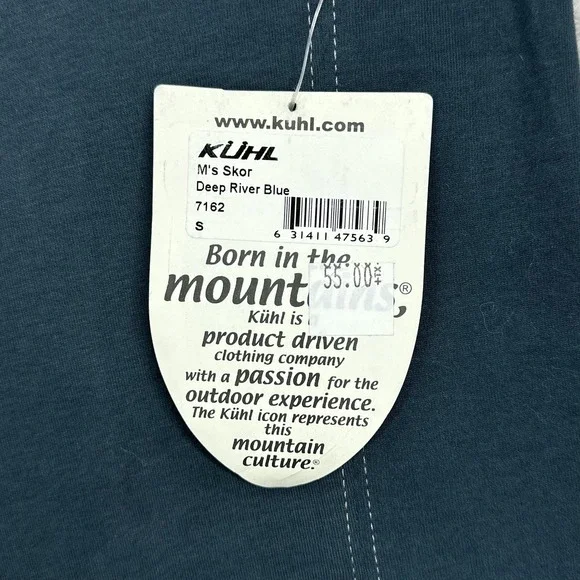 www.kuhl.com
KÜHL
M's Skor
Deep River Blue
7162
S
6 31411 47563 9
Born in the
mountains,®
55.00
Kühl is
product driven
clothing company
with a passion for the
outdoor experience.
The Kühl icon represents
this
mountain
culture.®